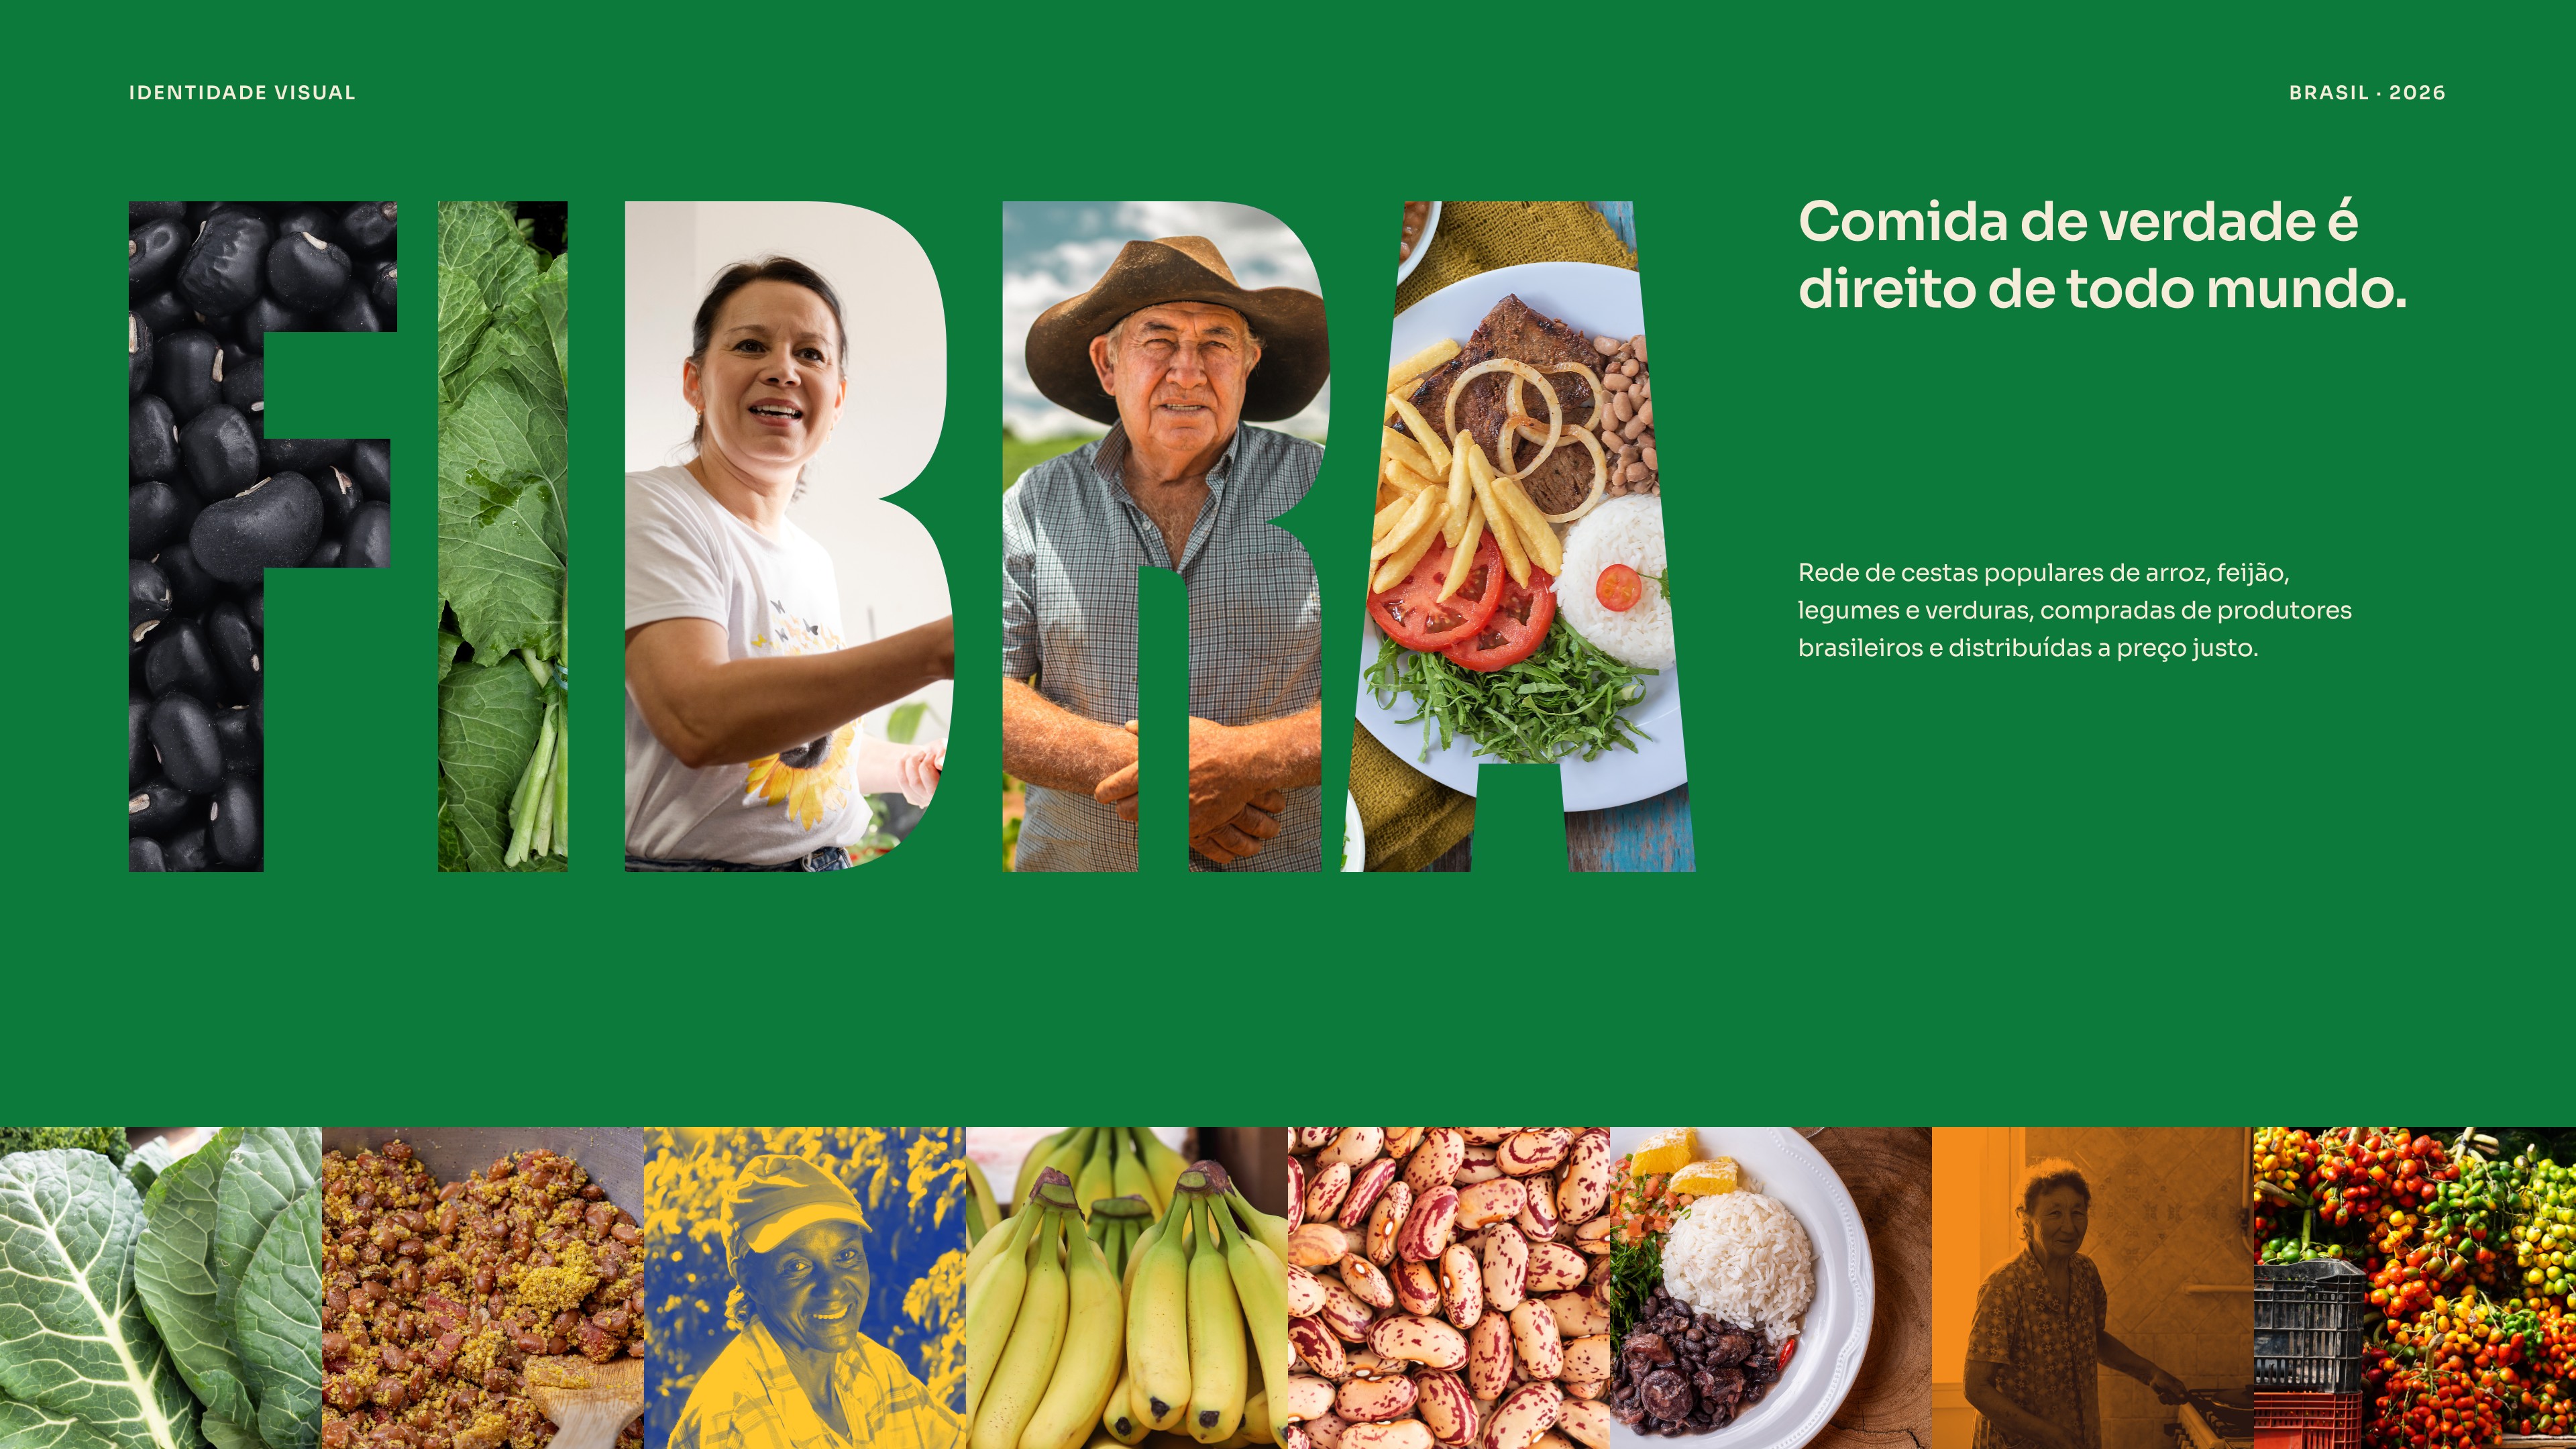 IDENTIDADE VISUAL
BRASIL · 2026
FIBRA
Comida de verdade é
direito de todo mundo.
Rede de cestas populares de arroz, feijão,
legumes e verduras, compradas de produtores
brasileiros e distribuídas a preço justo.